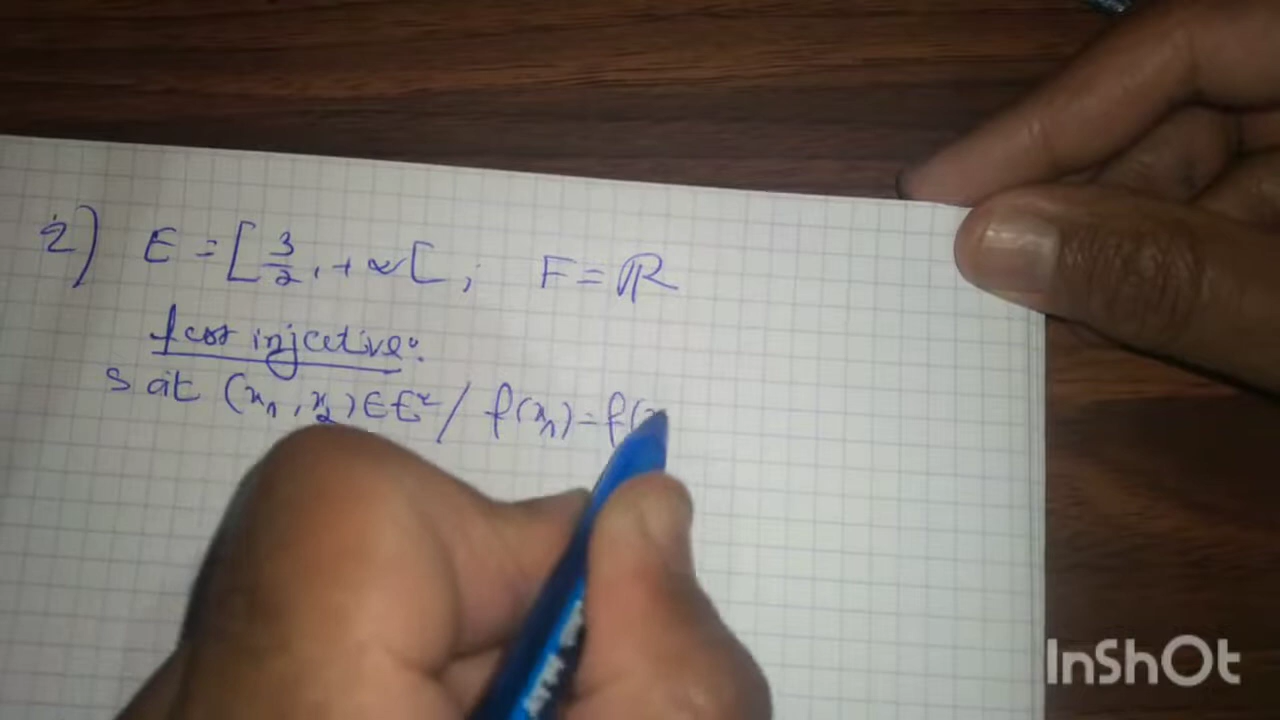 2) E = [3/2, +∞[ ; F = ℝ
f est injective:
Soit (x₁, x₂) ∈ E² / f(x₁) = f(x
InShOt